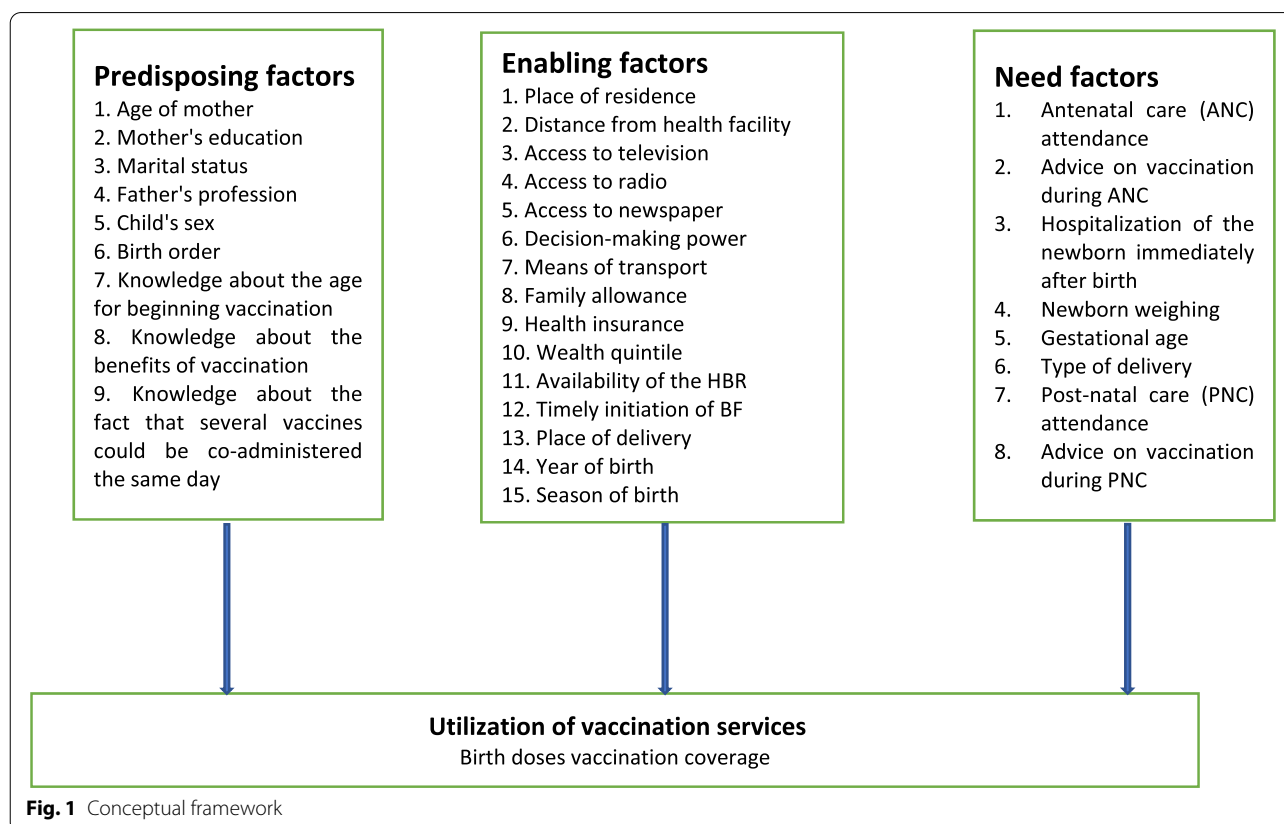 Predisposing factors
1. Age of mother
2. Mother's education
3. Marital status
4. Father's profession
5. Child's sex
6. Birth order
7. Knowledge about the age
for beginning vaccination
8. Knowledge about the
benefits of vaccination
9. Knowledge about the
fact that several vaccines
could be co-administered
the same day
Enabling factors
1. Place of residence
2. Distance from health facility
3. Access to television
4. Access to radio
5. Access to newspaper
6. Decision-making power
7. Means of transport
8. Family allowance
9. Health insurance
10. Wealth quintile
11. Availability of the HBR
12. Timely initiation of BF
13. Place of delivery
14. Year of birth
15. Season of birth
Need factors
1. Antenatal care (ANC)
attendance
2. Advice on vaccination
during ANC
3. Hospitalization of the
newborn immediately
after birth
4. Newborn weighing
5. Gestational age
6. Type of delivery
7. Post-natal care (PNC)
attendance
8. Advice on vaccination
during PNC
Utilization of vaccination services
Birth doses vaccination coverage
Fig. 1 Conceptual framework